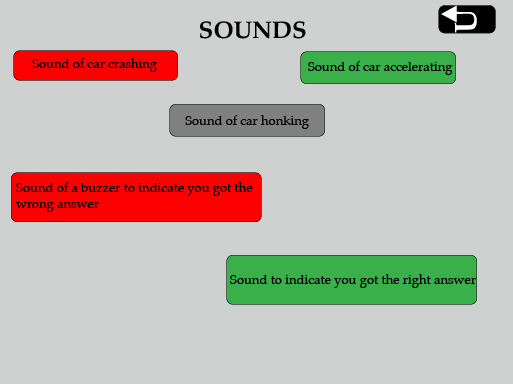 SOUNDS
Sound of car crashing
Sound of car accelerating
Sound of car honking
Sound of a buzzer to indicate you got the
wrong answer
Sound to indicate you got the right answer